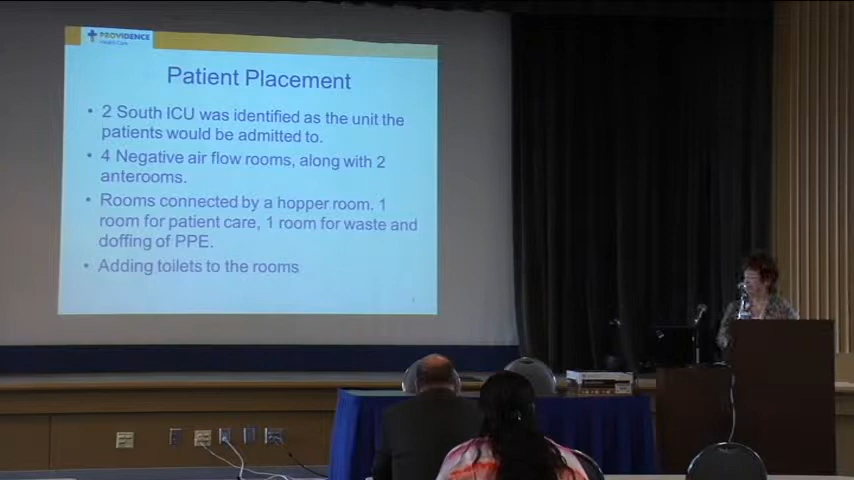 PROVIDENCE
Health Care
Patient Placement
• 2 South ICU was identified as the unit the
patients would be admitted to.
• 4 Negative air flow rooms, along with 2
anterooms.
• Rooms connected by a hopper room. 1
room for patient care, 1 room for waste and
doffing of PPE.
• Adding toilets to the rooms